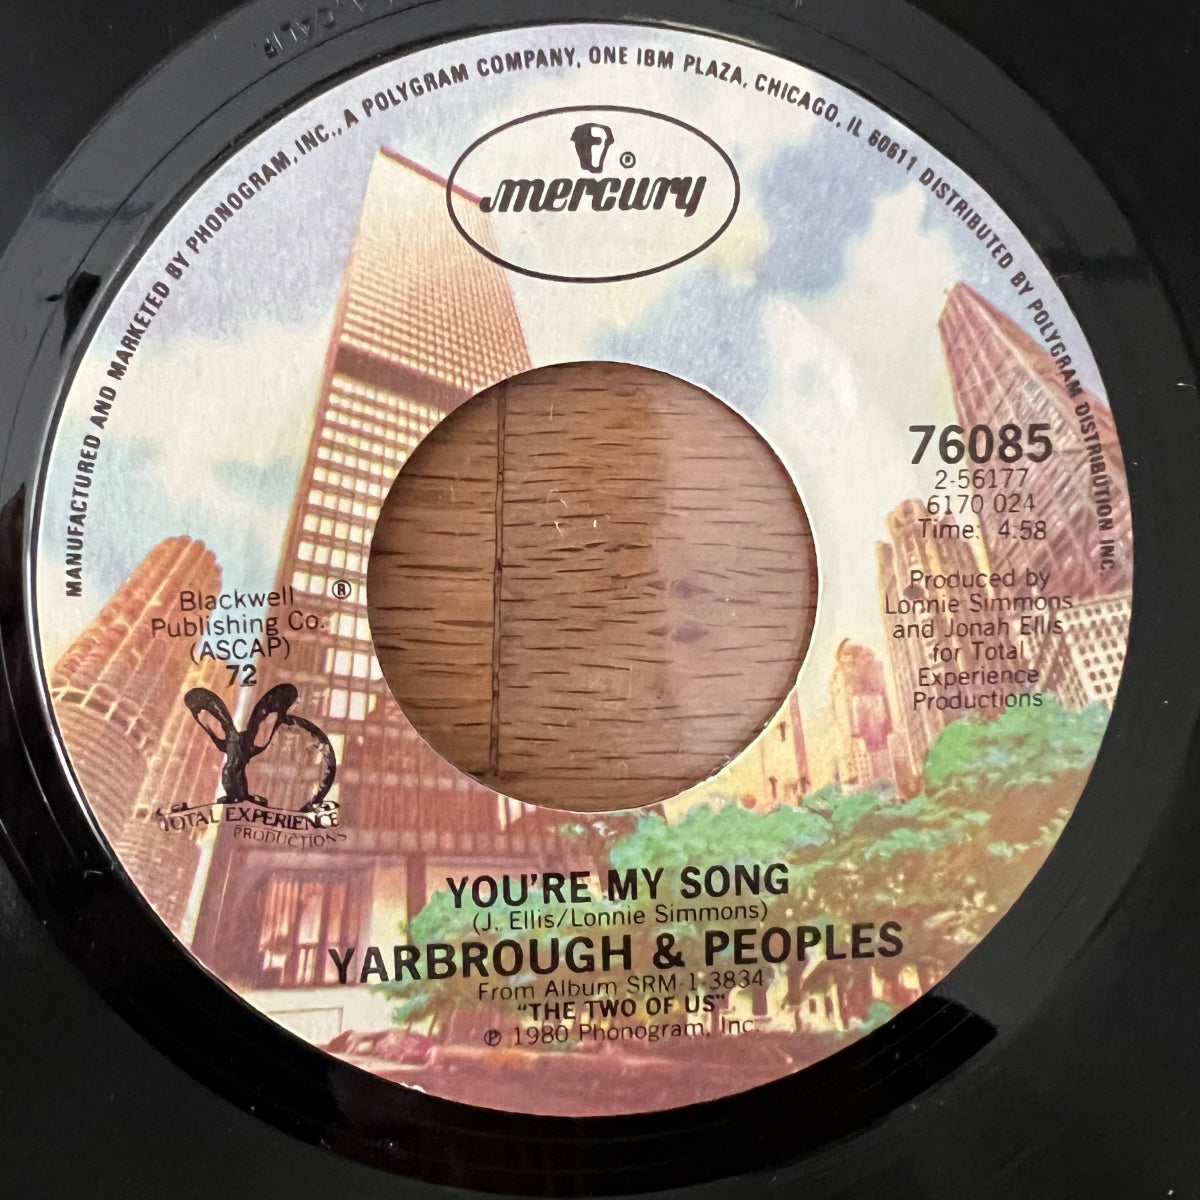 MANUFACTURED AND MARKETED BY PHONOGRAM, INC., A POLYGRAM COMPANY, ONE IBM PLAZA, CHICAGO, IL 60611 DISTRIBUTED BY POLYGRAM DISTRIBUTION INC.
®
mercury
76085
2-56177
6170 024
Time: 4:58
Produced by
Lonnie Simmons
and Jonah Ellis
for Total
Experience
Productions
Blackwell ®
Publishing Co.
(ASCAP)
72
TOTAL EXPERIENCE
PRODUCTIONS
YOU'RE MY SONG
(J. Ellis/Lonnie Simmons)
YARBROUGH & PEOPLES
From Album SRM-1-3834
"THE TWO OF US"
℗ 1980 Phonogram, Inc.